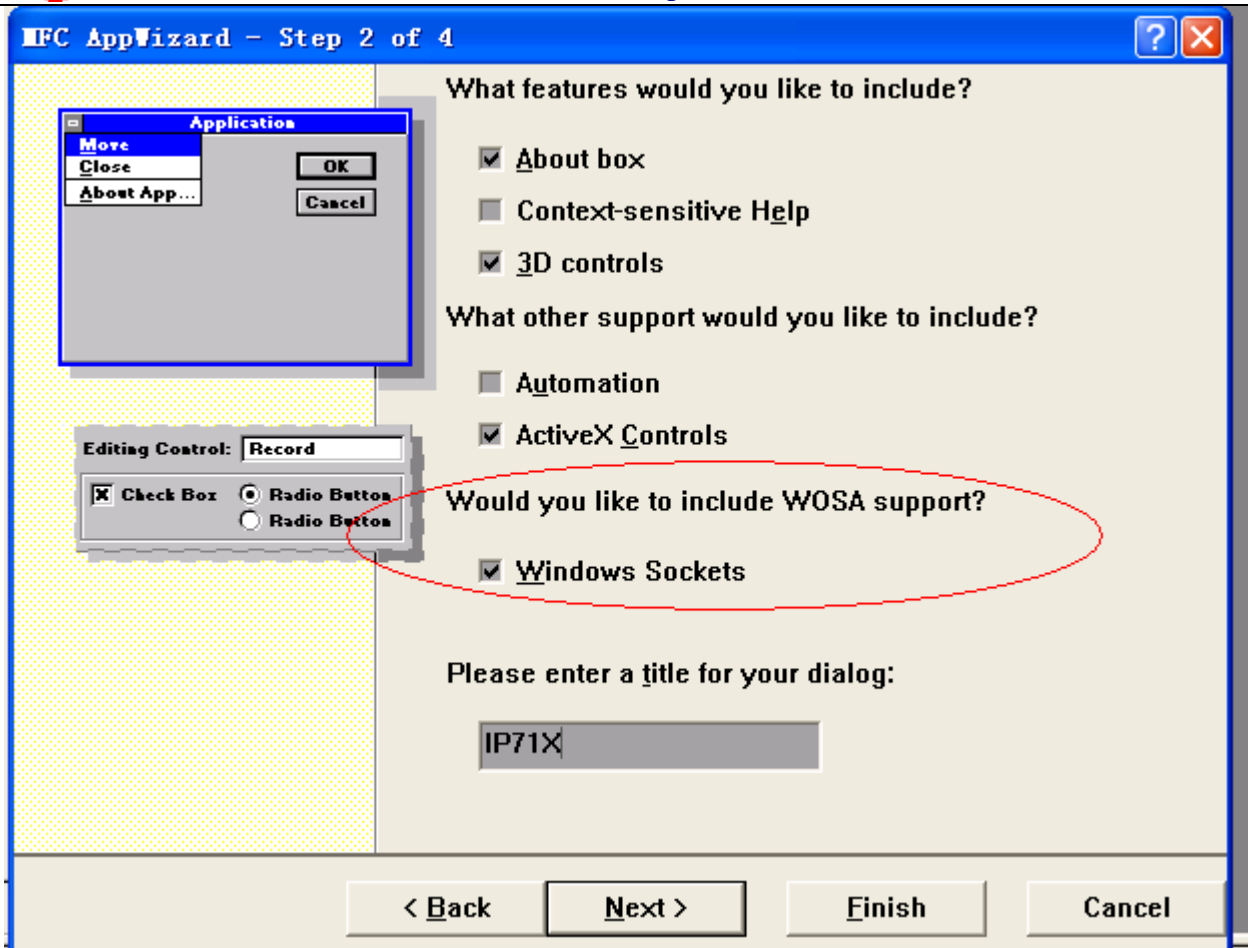 MFC AppWizard - Step 2 of 4
Application
Move
Close
About App...
OK
Cancel
Editing Control: Record
Check Box
Radio Button
Radio Button
What features would you like to include?
About box
Context-sensitive Help
3D controls
What other support would you like to include?
Automation
ActiveX Controls
Would you like to include WOSA support?
Windows Sockets
Please enter a title for your dialog:
IP71X
< Back
Next >
Finish
Cancel